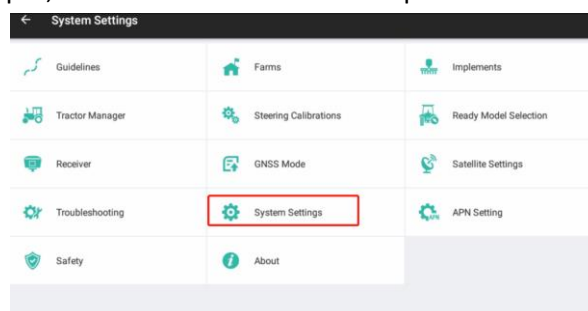 System Settings
Guidelines
Farms
Implements
Tractor Manager
Steering Calibrations
Ready Model Selection
Receiver
GNSS Mode
Satellite Settings
Troubleshooting
System Settings
APN Setting
Safety
About